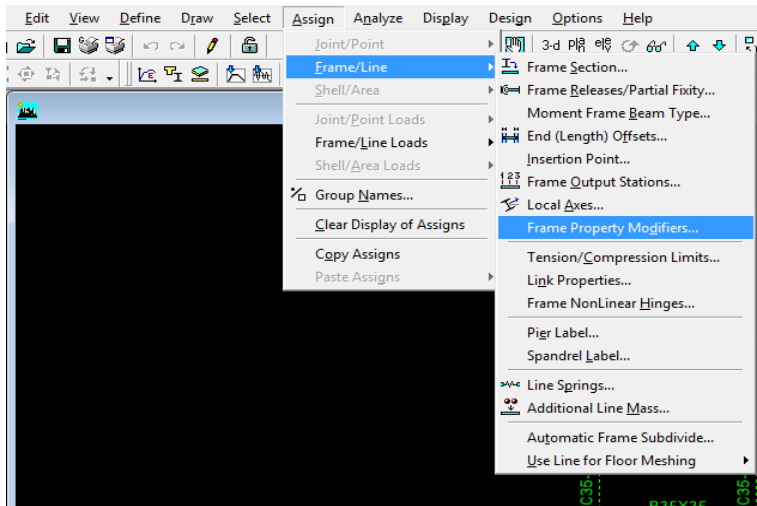 Edit View Define Draw Select Assign Analyze Display Design Options Help
3-d
Joint/Point
Frame/Line
Shell/Area
Joint/Point Loads
Frame/Line Loads
Shell/Area Loads
Group Names...
Clear Display of Assigns
Copy Assigns
Paste Assigns
Frame Section...
Frame Releases/Partial Fixity...
Moment Frame Beam Type...
End (Length) Offsets...
Insertion Point...
Frame Output Stations...
Local Axes...
Frame Property Modifiers...
Tension/Compression Limits...
Link Properties...
Frame NonLinear Hinges...
Pier Label...
Spandrel Label...
Line Springs...
Additional Line Mass...
Automatic Frame Subdivide...
Use Line for Floor Meshing
C35-
C35-